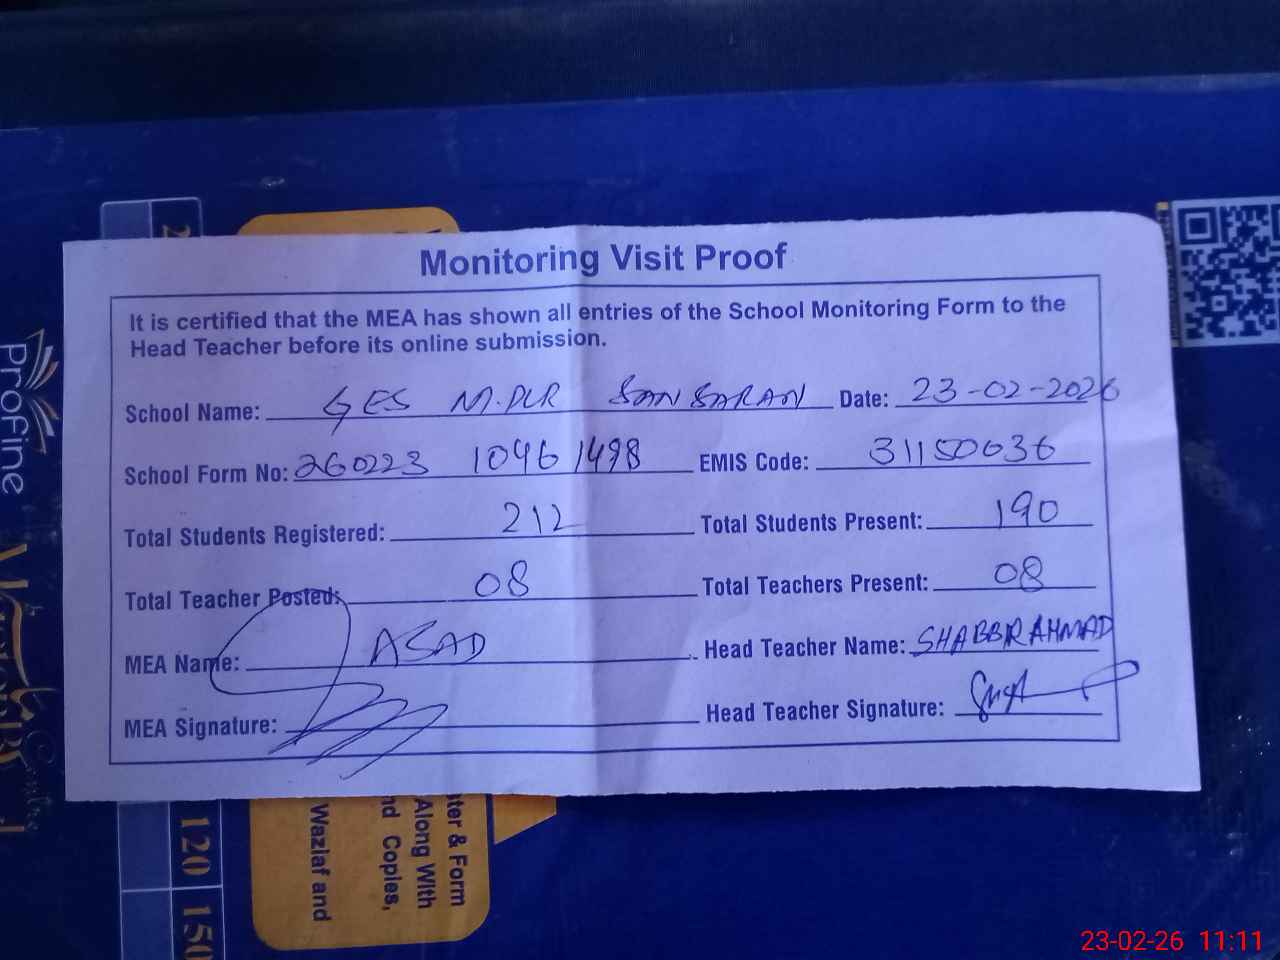 Monitoring Visit Proof
It is certified that the MEA has shown all entries of the School Monitoring Form to the
Head Teacher before its online submission.
School Name: GES M.PUR SANSARAN Date: 23-02-2026
School Form No: 260223 10461498 EMIS Code: 31150636
Total Students Registered: 212 Total Students Present: 190
Total Teacher Posted: 08 Total Teachers Present: 08
MEA Name: ASAD Head Teacher Name: SHABBIR AHMAD
MEA Signature: Head Teacher Signature:
Profine
120
150
ter & Form
Along With
nd Copies,
Wazlaf and
23-02-26 11:11